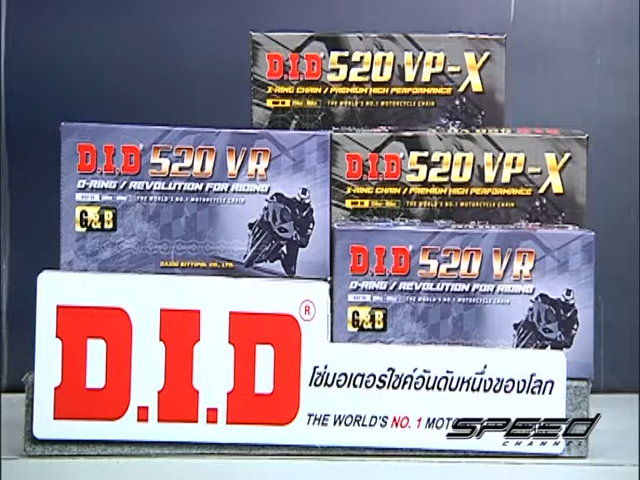 D.I.D 520 VP-X
X-RING CHAIN / PREMIUM HIGH PERFORMANCE
THE WORLD'S NO.1 MOTORCYCLE CHAIN
D.I.D 520 VR
O-RING / REVOLUTION FOR RIDING
THE WORLD'S NO.1 MOTORCYCLE CHAIN
G&B
DAIDO SITTIPOL CO., LTD.
D.I.D 520 VP-X
X-RING CHAIN / PREMIUM HIGH PERFORMANCE
THE WORLD'S NO.1 MOTORCYCLE CHAIN
D.I.D 520 VR
O-RING / REVOLUTION FOR RIDING
THE WORLD'S NO.1 MOTORCYCLE CHAIN
G&B
D.I.D ®
โซ่มอเตอร์ไซค์อันดับหนึ่งของโลก
THE WORLD'S NO. 1
SPEED
CHANNEL